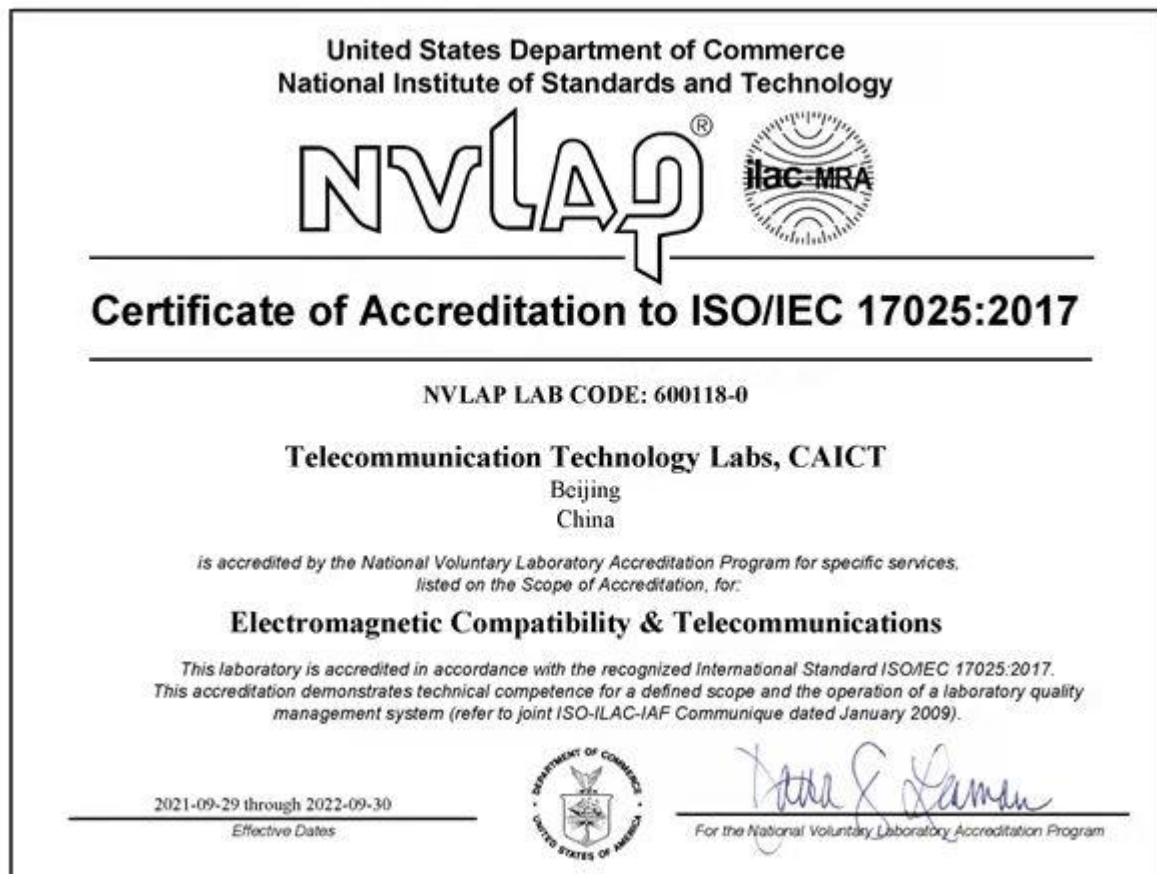 United States Department of Commerce
National Institute of Standards and Technology
NVLAP®
ilac-MRA
Certificate of Accreditation to ISO/IEC 17025:2017
NVLAP LAB CODE: 600118-0
Telecommunication Technology Labs, CAICT
Beijing
China
is accredited by the National Voluntary Laboratory Accreditation Program for specific services,
listed on the Scope of Accreditation, for:
Electromagnetic Compatibility & Telecommunications
This laboratory is accredited in accordance with the recognized International Standard ISO/IEC 17025:2017.
This accreditation demonstrates technical competence for a defined scope and the operation of a laboratory quality
management system (refer to joint ISO-ILAC-IAF Communique dated January 2009).
2021-09-29 through 2022-09-30
Effective Dates
DEPARTMENT OF COMMERCE
UNITED STATES OF AMERICA
For the National Voluntary Laboratory Accreditation Program